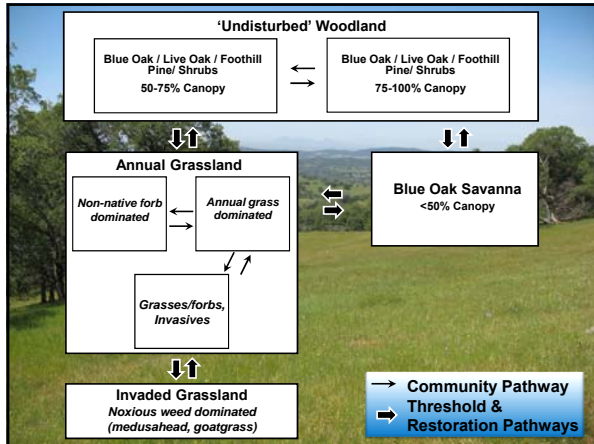 ‘Undisturbed’ Woodland
Blue Oak / Live Oak / Foothill
Pine/ Shrubs
50-75% Canopy
Blue Oak / Live Oak / Foothill
Pine/ Shrubs
75-100% Canopy
Annual Grassland
Non-native forb
dominated
Annual grass
dominated
Grasses/forbs,
Invasives
Blue Oak Savanna
<50% Canopy
Invaded Grassland
Noxious weed dominated
(medusahead, goatgrass)
Community Pathway
Threshold &
Restoration Pathways